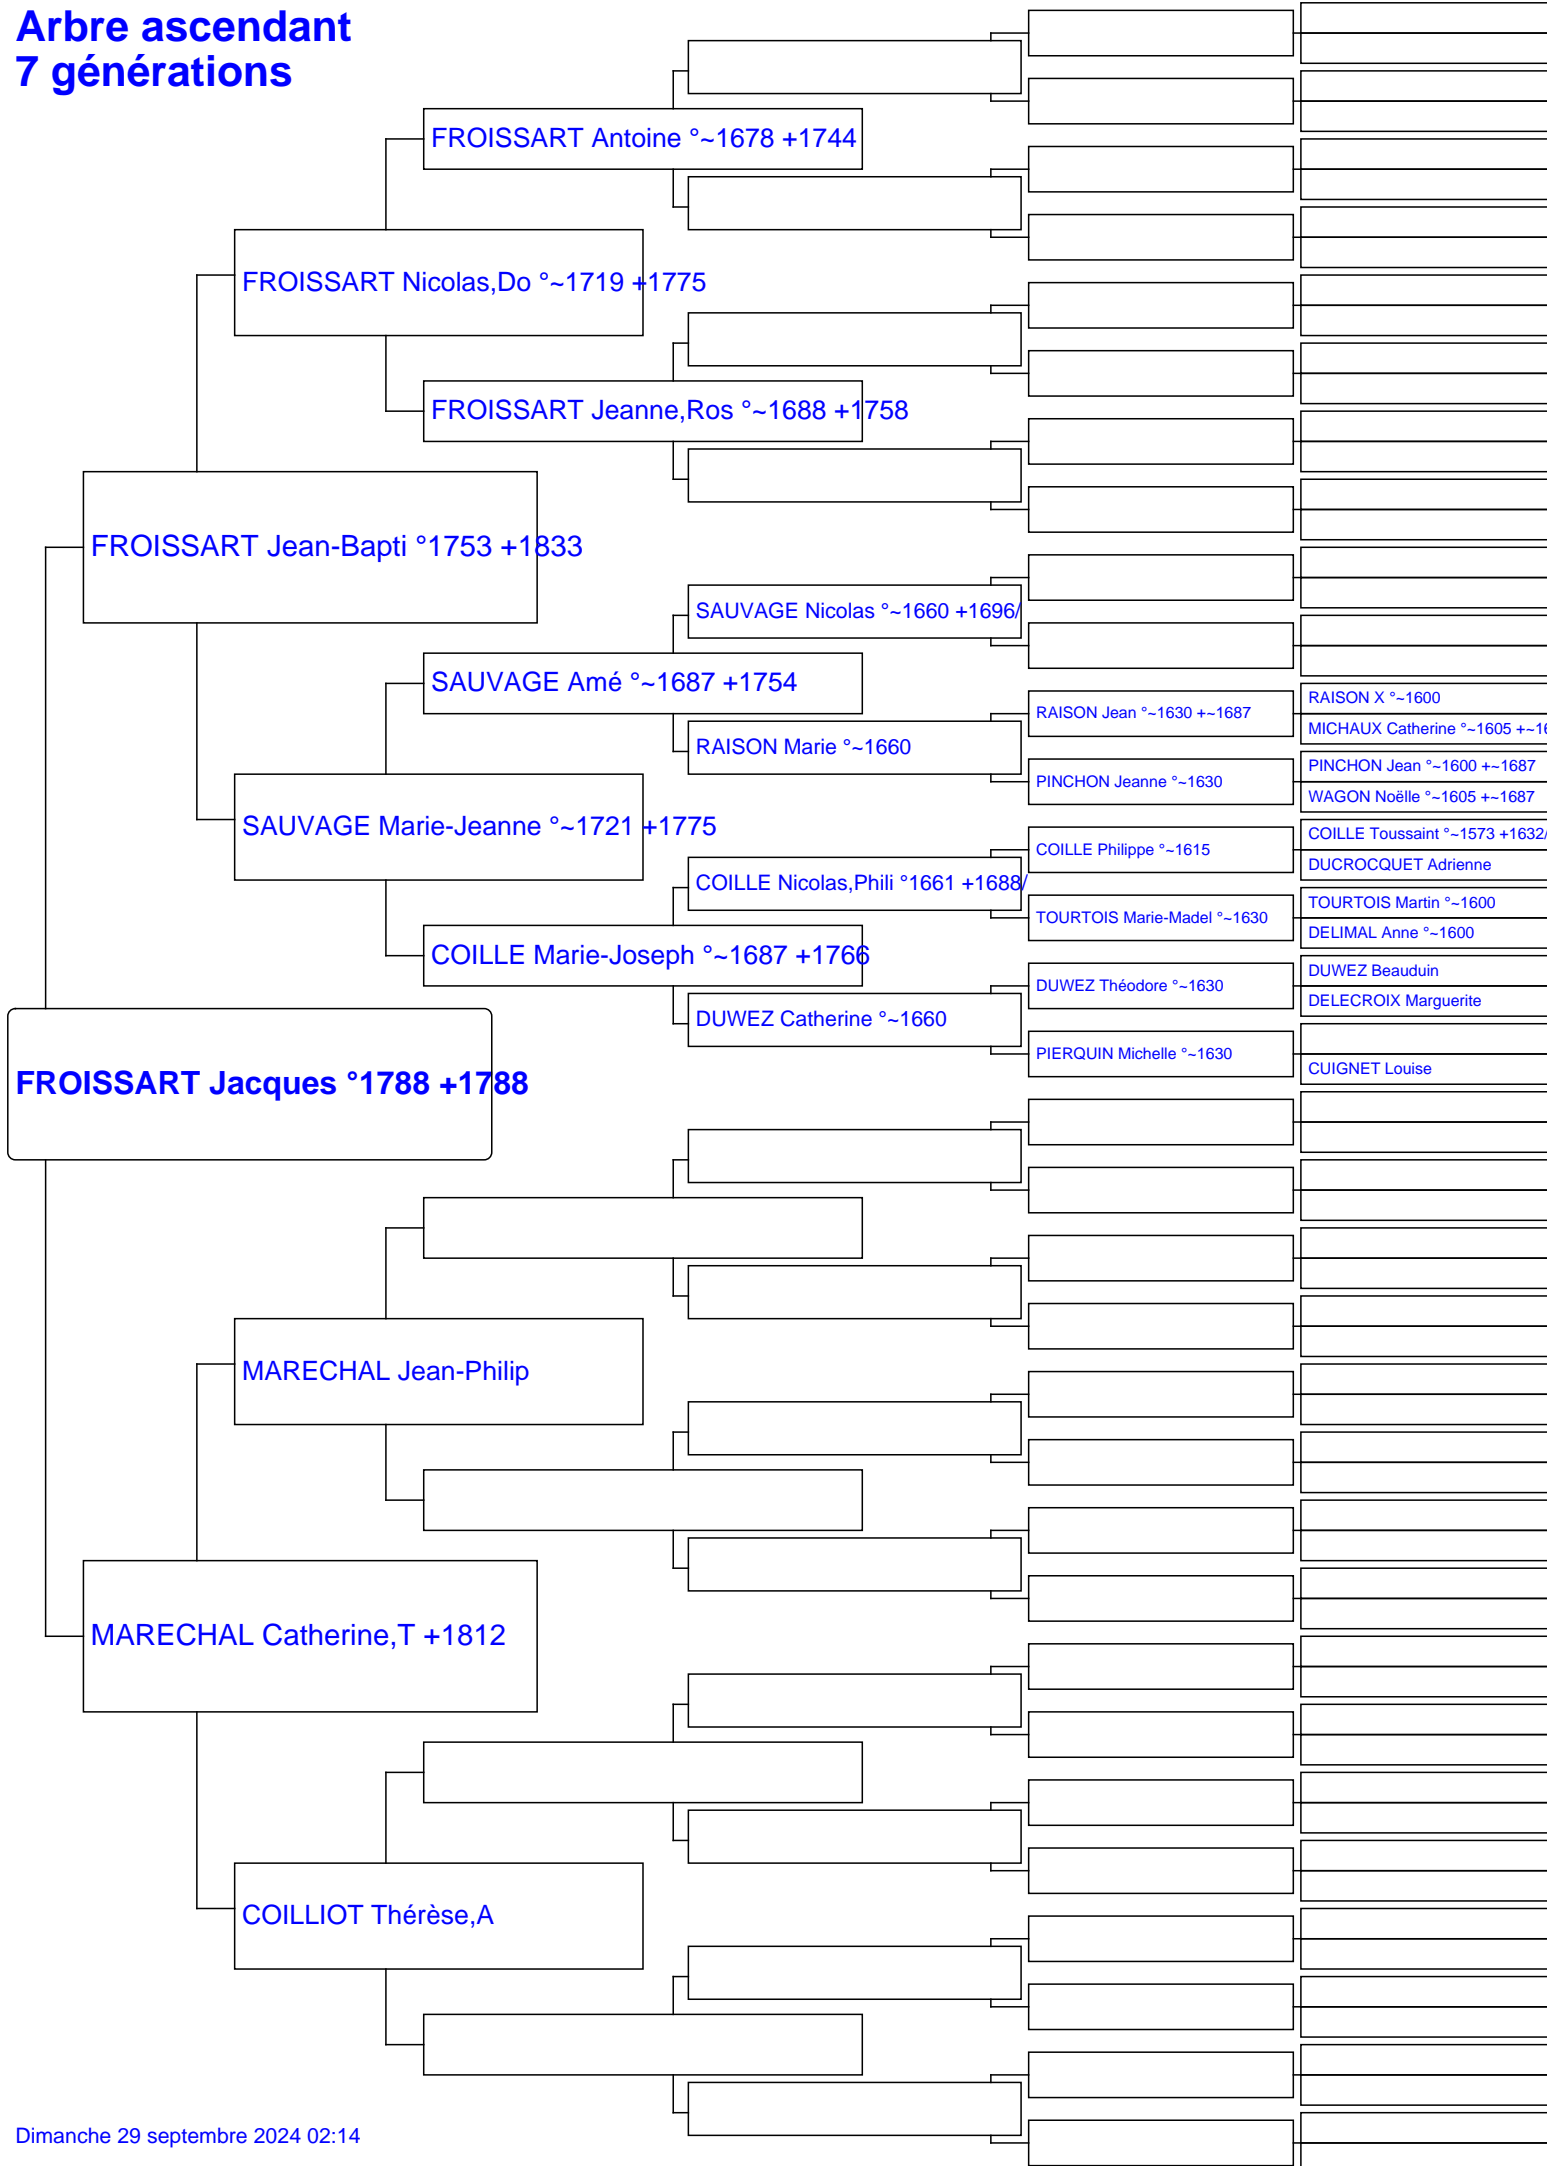 Arbre ascendant
7 générations
FROISSART Antoine °~1678 +1744
FROISSART Nicolas,Do °~1719 +1775
FROISSART Jeanne,Ros °~1688 +1758
FROISSART Jean-Bapti °1753 +1833
SAUVAGE Nicolas °~1660 +1696/
SAUVAGE Amé °~1687 +1754
RAISON X °~1600
RAISON Jean °~1630 +~1687
MICHAUX Catherine °~1605 +~16
RAISON Marie °~1660
PINCHON Jean °~1600 +~1687
PINCHON Jeanne °~1630
WAGON Noëlle °~1605 +~1687
SAUVAGE Marie-Jeanne °~1721 +1775
COILLE Toussaint °~1573 +1632/
COILLE Philippe °~1615
DUCROCQUET Adrienne
COILLE Nicolas,Phili °1661 +1688/
TOURTOIS Martin °~1600
TOURTOIS Marie-Madel °~1630
DELIMAL Anne °~1600
COILLE Marie-Joseph °~1687 +1766
DUWEZ Beauduin
DUWEZ Théodore °~1630
DELECROIX Marguerite
DUWEZ Catherine °~1660
PIERQUIN Michelle °~1630
CUIGNET Louise
FROISSART Jacques °1788 +1788
MARECHAL Jean-Philip
MARECHAL Catherine,T +1812
COILLIOT Thérèse,A
Dimanche 29 septembre 2024 02:14